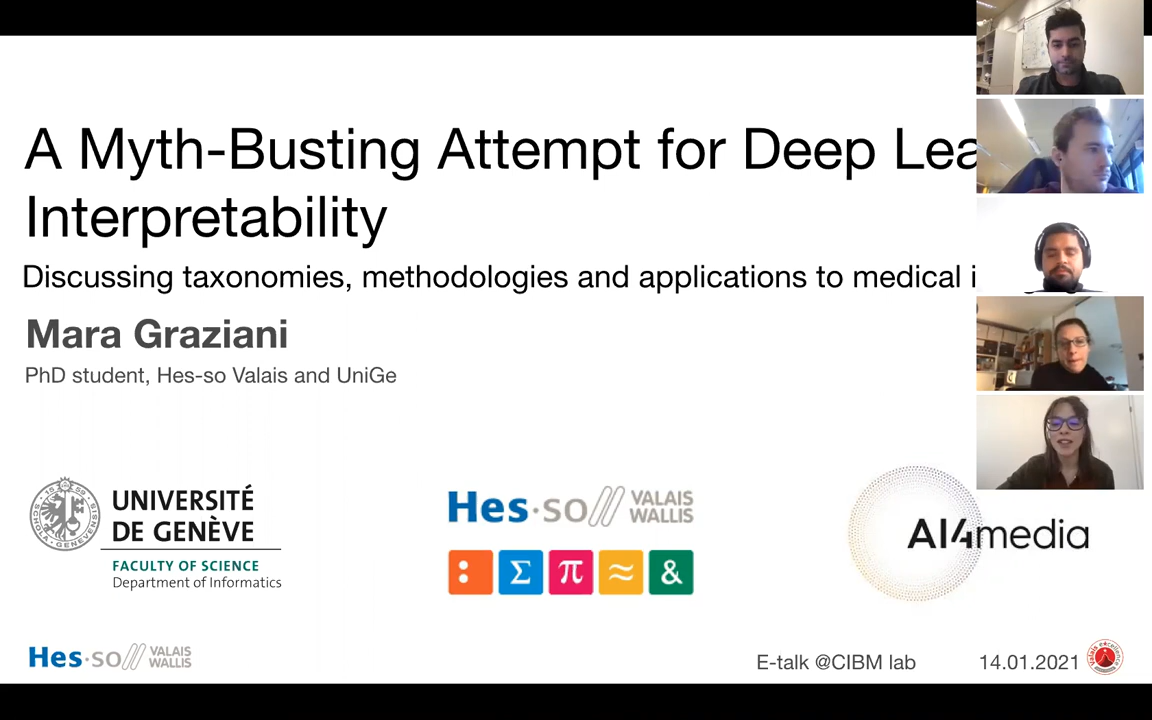 A Myth-Busting Attempt for Deep Lea
Interpretability
Discussing taxonomies, methodologies and applications to medical i
Mara Graziani
PhD student, Hes-so Valais and UniGe
UNIVERSITÉ
DE GENÈVE
FACULTY OF SCIENCE
Department of Informatics
Hes·so// VALAIS
WALLIS
: Σ π ≈ &
AI4media
Hes·so// VALAIS
WALLIS
E-talk @CIBM lab
14.01.2021